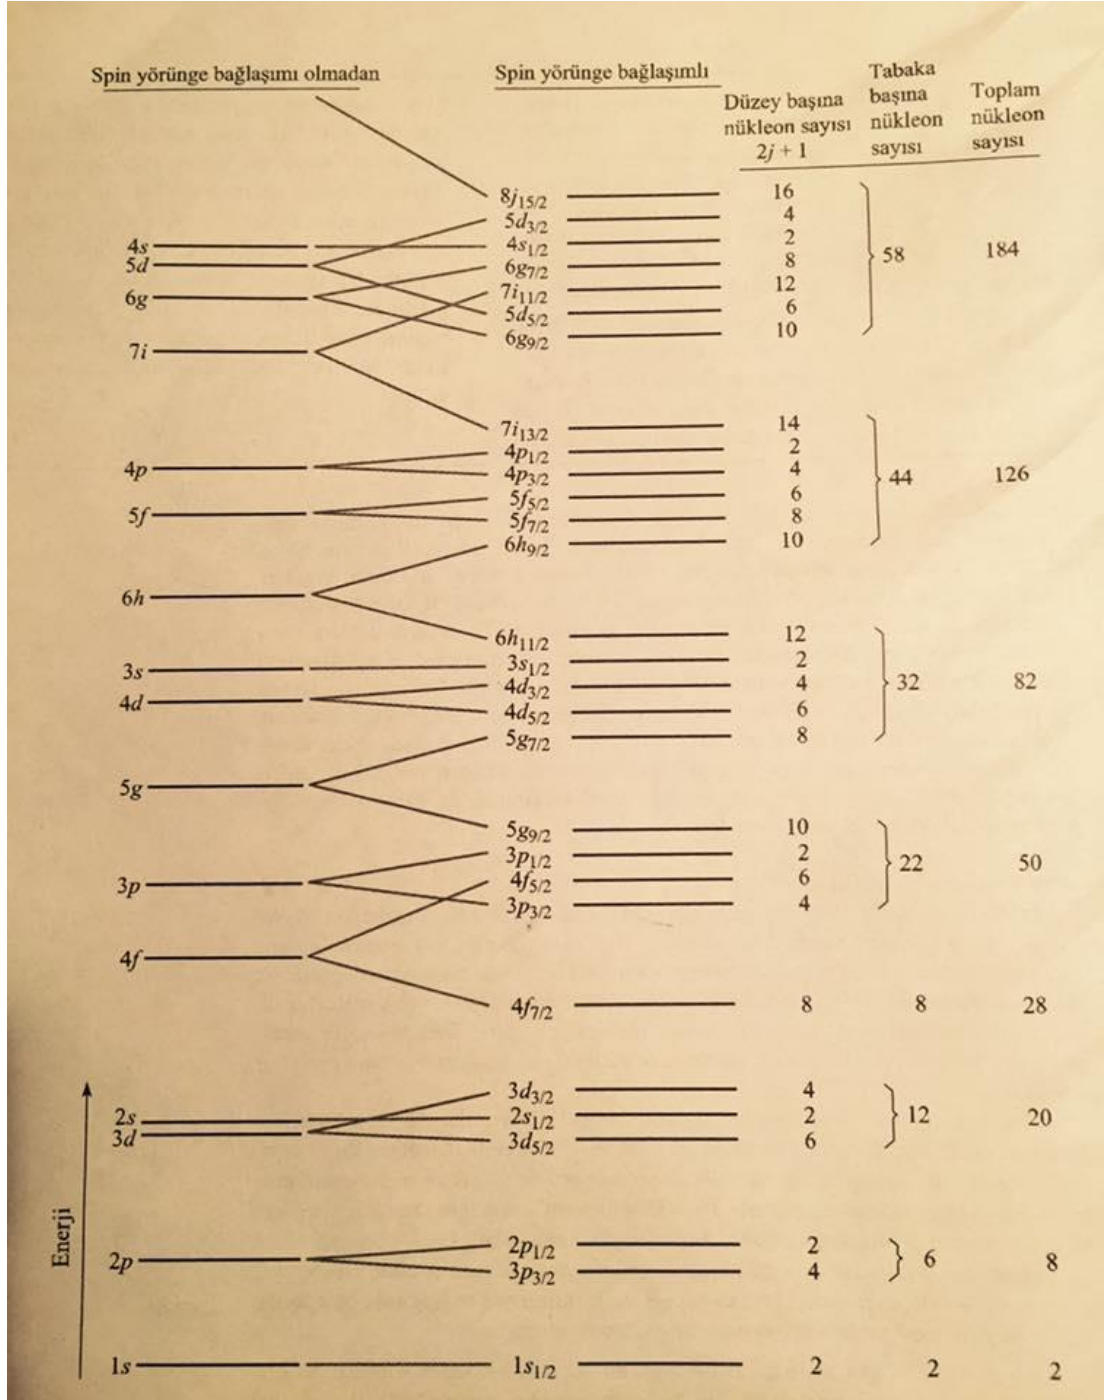 Spin yörünge bağlaşımı olmadan
Spin yörünge bağlaşımlı
Düzey başına
nükleon sayısı
2j + 1
Tabaka
başına
nükleon
sayısı
Toplam
nükleon
sayısı
8j15/2 16
5d3/2 4
4s 4s1/2 2
5d 6g7/2 8 58 184
6g 7i11/2 12
5d5/2 6
6g9/2 10
7i
7i13/2 14
4p1/2 2
4p 4p3/2 4 44 126
5f5/2 6
5f 5f7/2 8
6h9/2 10
6h
6h11/2 12
3s 3s1/2 2
4d3/2 4 32 82
4d 4d5/2 6
5g7/2 8
5g
5g9/2 10
3p1/2 2 22 50
3p 4f5/2 6
3p3/2 4
4f
4f7/2 8 8 28
3d3/2 4
2s 2s1/2 2 12 20
3d 3d5/2 6
Enerji
2p1/2 2
2p 6 8
3p3/2 4
1s 1s1/2 2 2 2